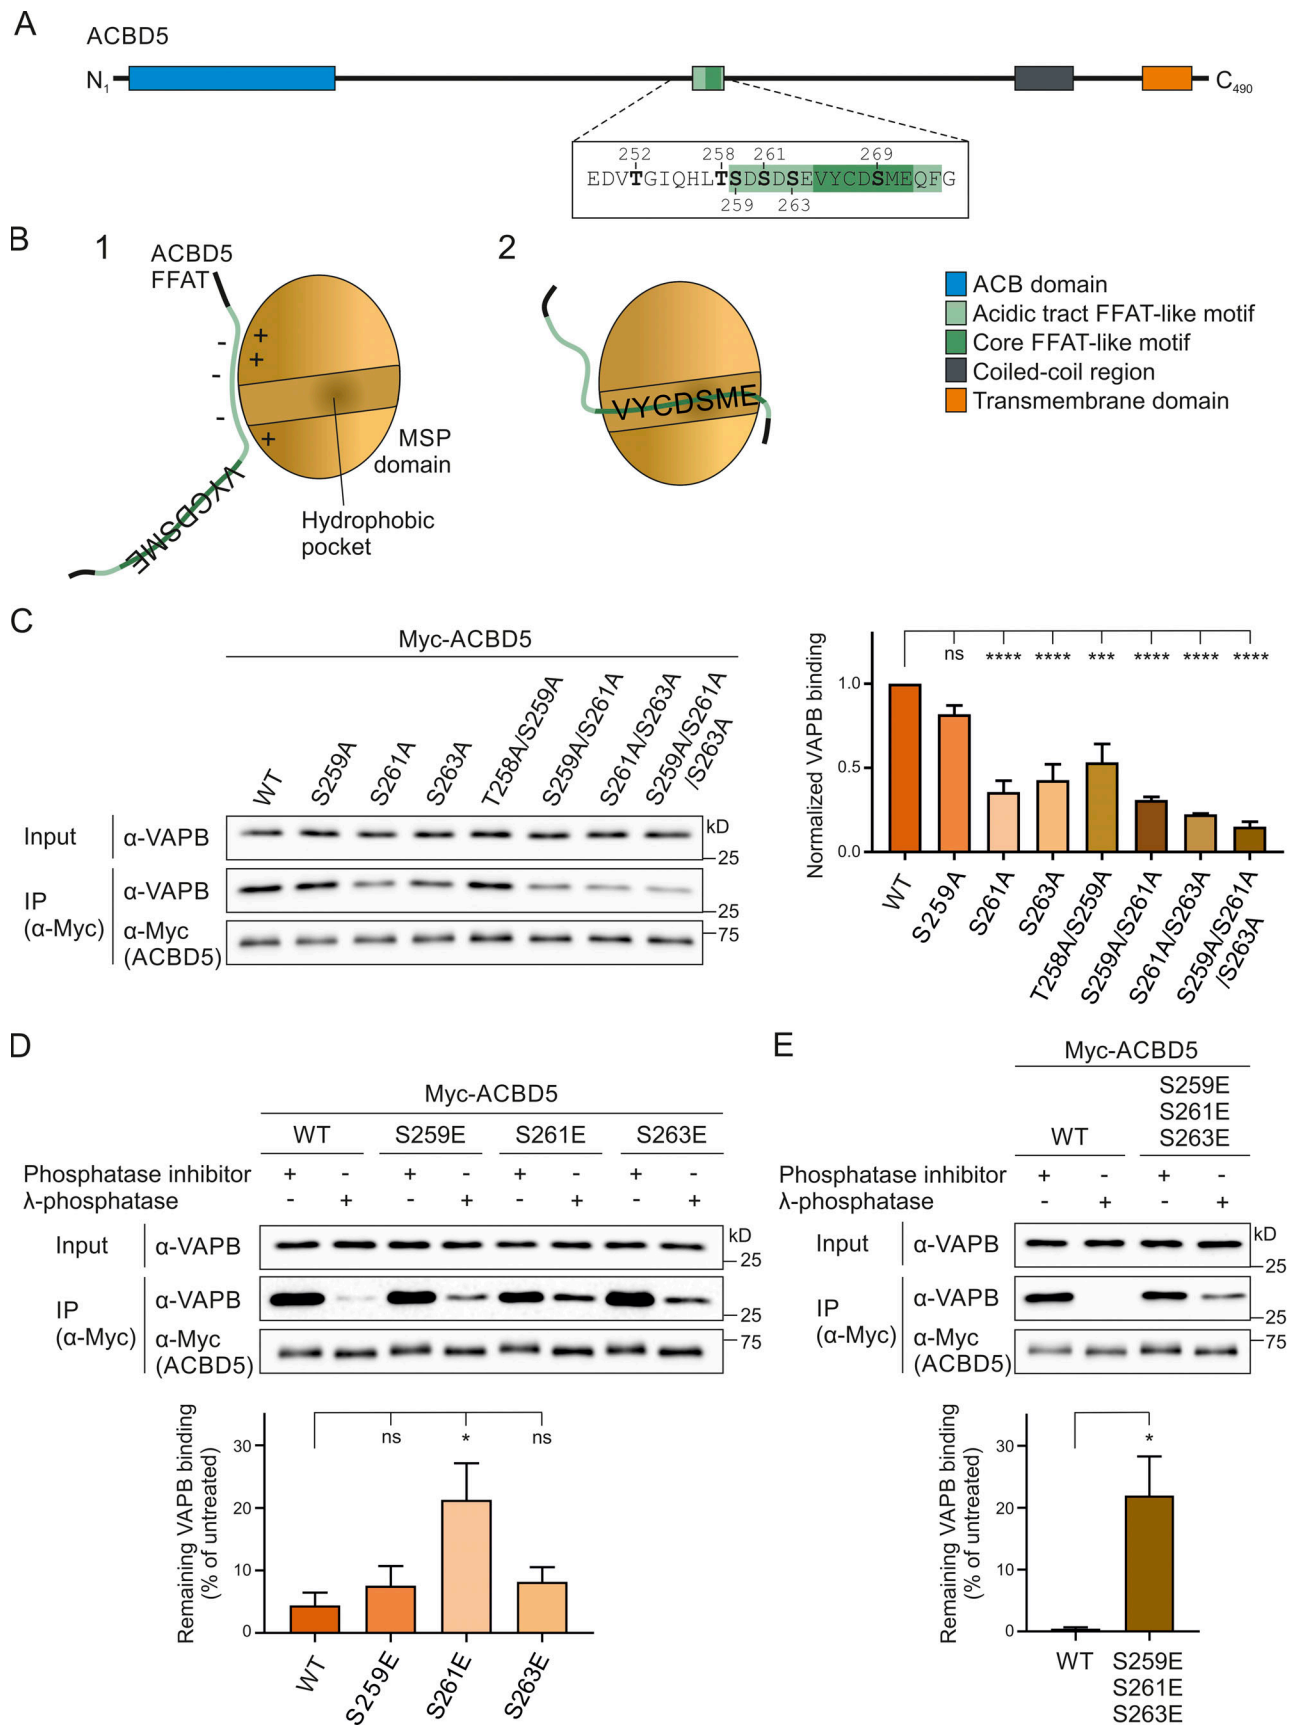 A
ACBD5
N1
C490
252 258 261 269
EDVTGIQHLTSDSDSEVYCDSMEQFG
259 263
B
1
ACBD5
FFAT
- + + - - +
MSP
domain
Hydrophobic
pocket
VYCDSME
2
VYCDSME
ACB domain
Acidic tract FFAT-like motif
Core FFAT-like motif
Coiled-coil region
Transmembrane domain
C
Myc-ACBD5
WT S259A S261A S263A T258A/S259A S259A/S261A S261A/S263A S259A/S261A
/S263A
Input α-VAPB kD
25
IP
(α-Myc)
α-VAPB
25
α-Myc
(ACBD5)
75
Normalized VAPB binding
ns **** **** *** **** **** ****
1.0
0.5
0.0
WT S259A S261A S263A T258A/S259A S259A/S261A S261A/S263A S259A/S261A
/S263A
D
Myc-ACBD5
WT S259E S261E S263E
Phosphatase inhibitor + - + - + - + -
λ-phosphatase - + - + - + - +
Input α-VAPB kD
25
IP
(α-Myc)
α-VAPB
25
α-Myc
(ACBD5)
75
Remaining VAPB binding
(% of untreated)
ns * ns
30
20
10
0
WT S259E S261E S263E
E
Myc-ACBD5
S259E
S261E
WT S263E
Phosphatase inhibitor + - + -
λ-phosphatase - + - +
Input α-VAPB kD
25
IP
(α-Myc)
α-VAPB
25
α-Myc
(ACBD5)
75
Remaining VAPB binding
(% of untreated)
*
30
20
10
0
WT S259E
S261E
S263E